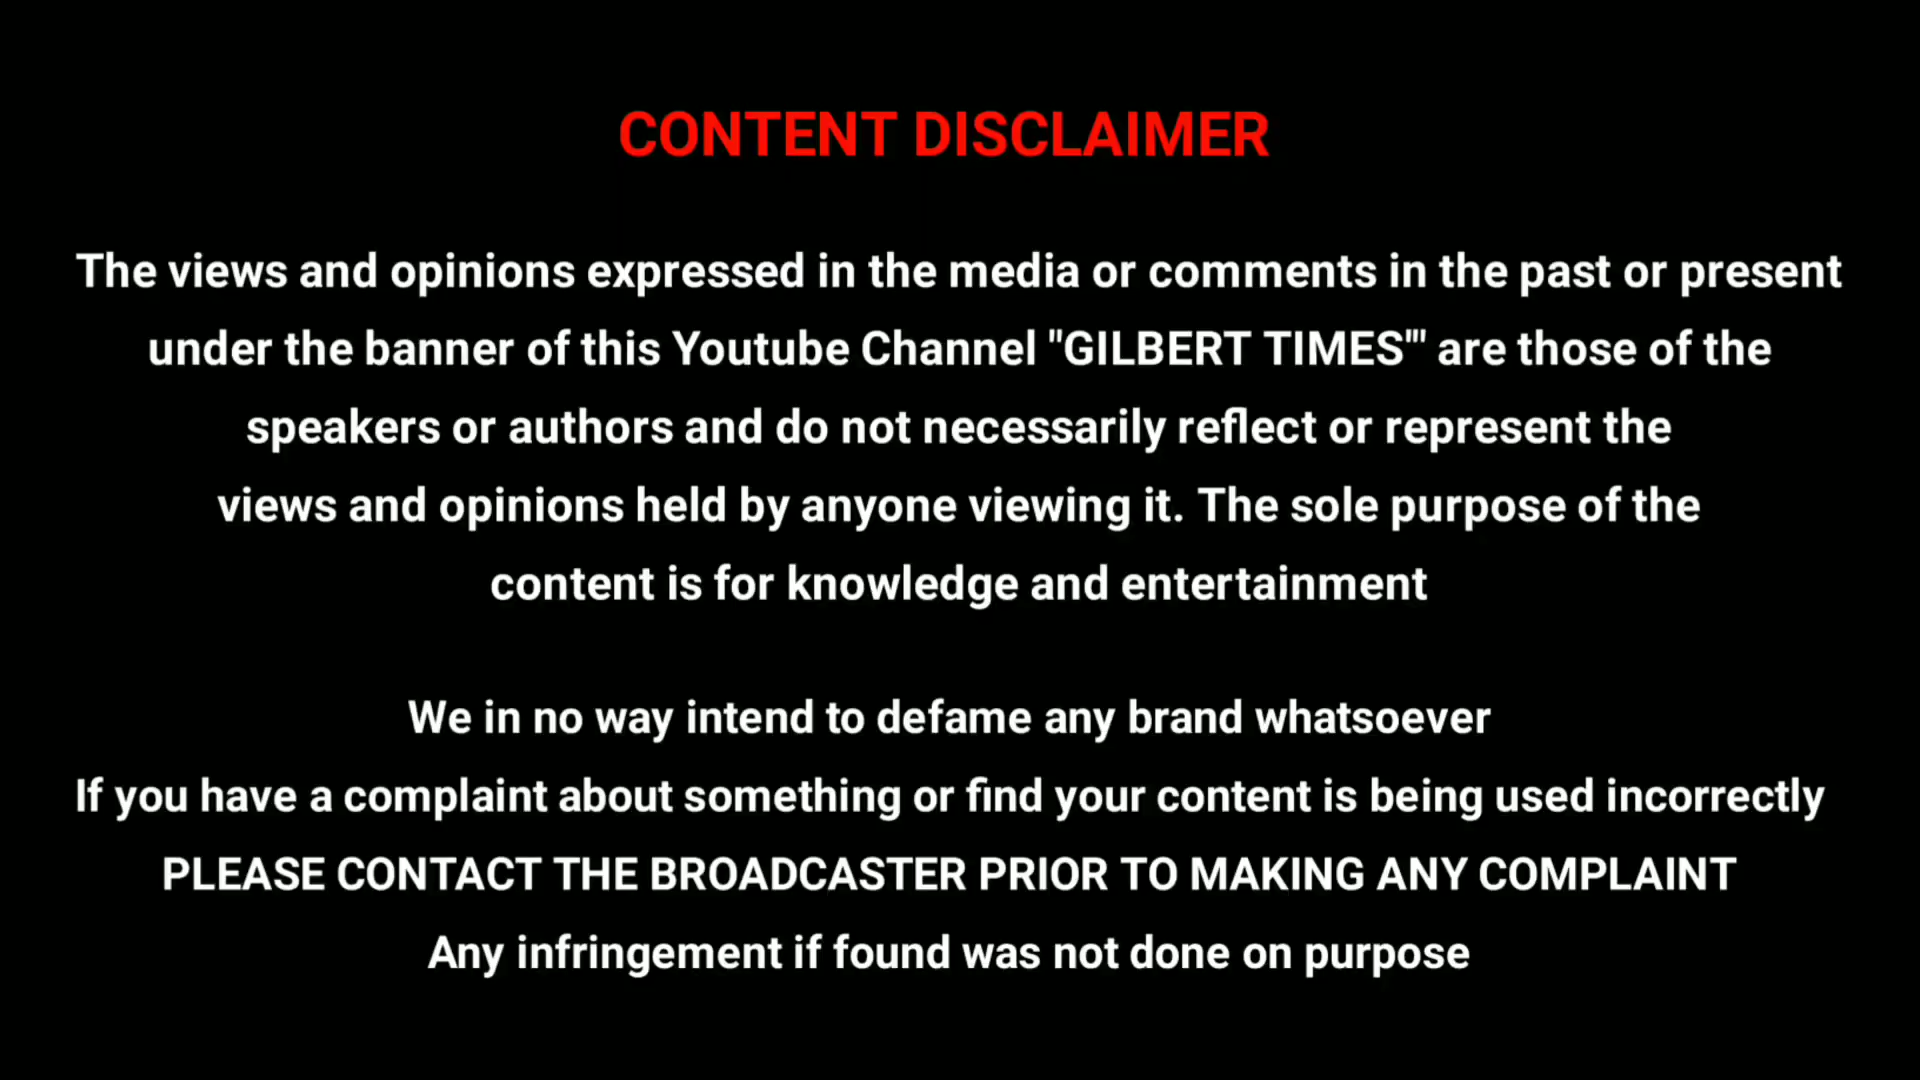 CONTENT DISCLAIMER
The views and opinions expressed in the media or comments in the past or present
under the banner of this Youtube Channel "GILBERT TIMES"' are those of the
speakers or authors and do not necessarily reflect or represent the
views and opinions held by anyone viewing it. The sole purpose of the
content is for knowledge and entertainment
We in no way intend to defame any brand whatsoever
If you have a complaint about something or find your content is being used incorrectly
PLEASE CONTACT THE BROADCASTER PRIOR TO MAKING ANY COMPLAINT
Any infringement if found was not done on purpose